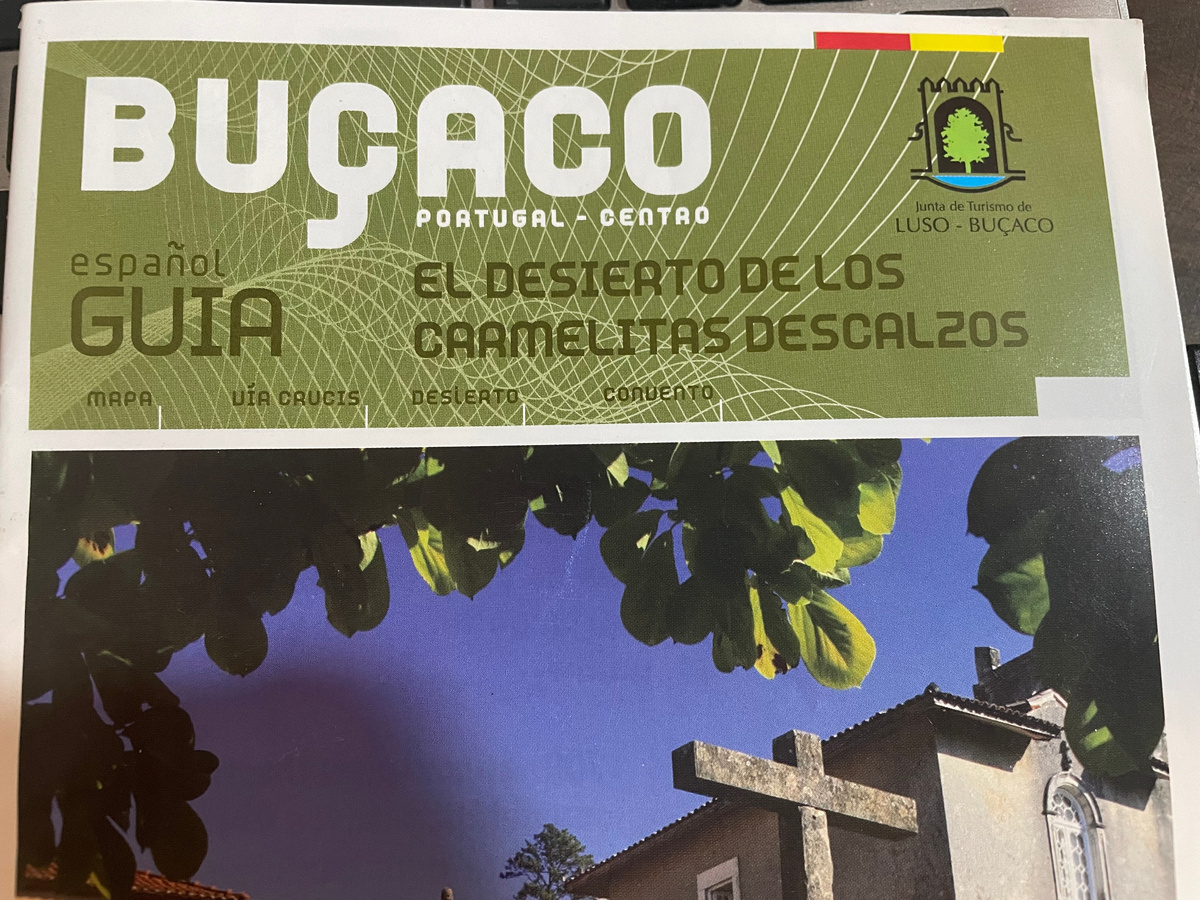 BUÇACO
PORTUGAL - CENTRO
Junta de Turismo de
LUSO - BUÇACO
español
GUIA
EL DESIERTO DE LOS
CARMELITAS DESCALZOS
MAPA
VÍA CRUCIS
DESIERTO
CONVENTO